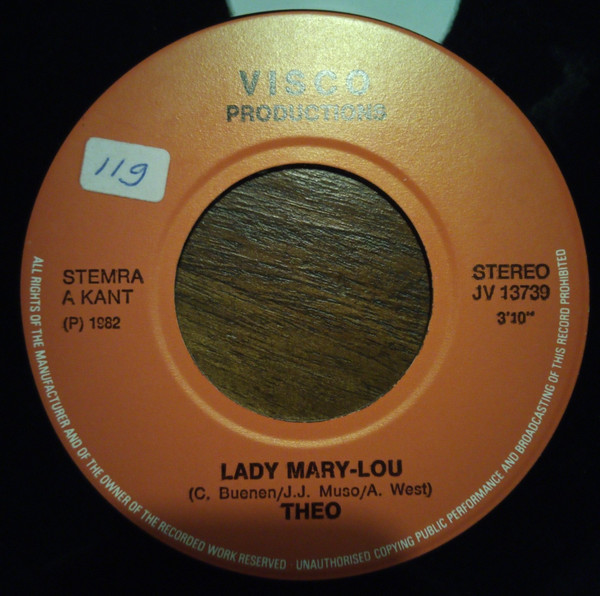 VISCO
PRODUCTIONS
119
STEMRA
A KANT
(P) 1982
STEREO
JV 13739
3'10"
LADY MARY-LOU
(C. Buenen/J.J. Muso/A. West)
THEO
ALL RIGHTS OF THE MANUFACTURER AND OF THE OWNER OF THE RECORDED WORK RESERVED · UNAUTHORISED COPYING PUBLIC PERFORMANCE AND BROADCASTING OF THIS RECORD PROHIBITED